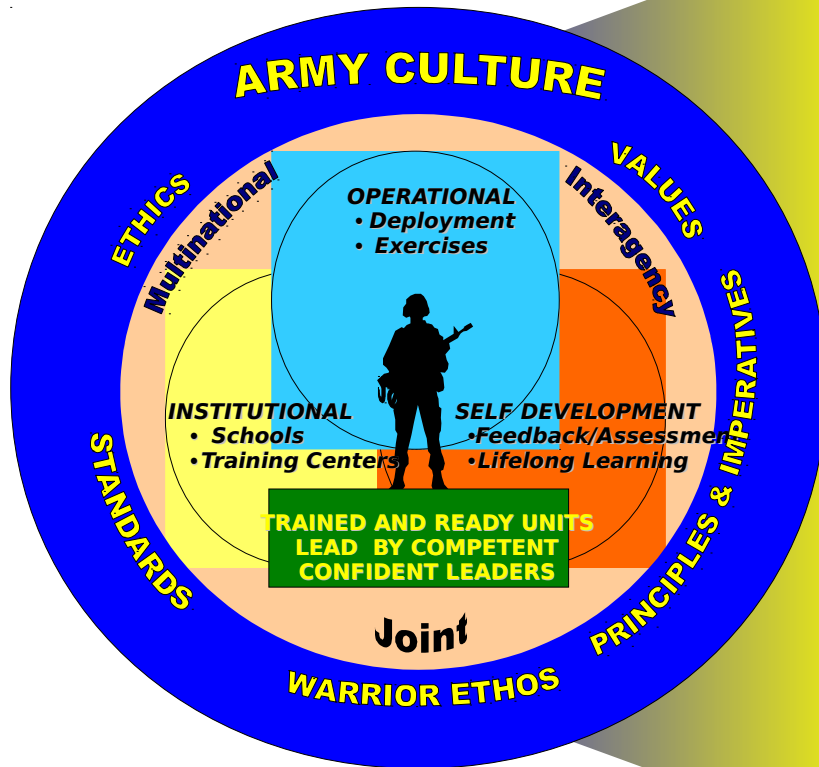 ARMY CULTURE
ETHICS
VALUES
Multinational
Interagency
OPERATIONAL
• Deployment
• Exercises
PRINCIPLES & IMPERATIVES
INSTITUTIONAL
• Schools
•Training Centers
SELF DEVELOPMENT
•Feedback/Assessmen
•Lifelong Learning
STANDARDS
TRAINED AND READY UNITS
LEAD BY COMPETENT
CONFIDENT LEADERS
Joint
WARRIOR ETHOS